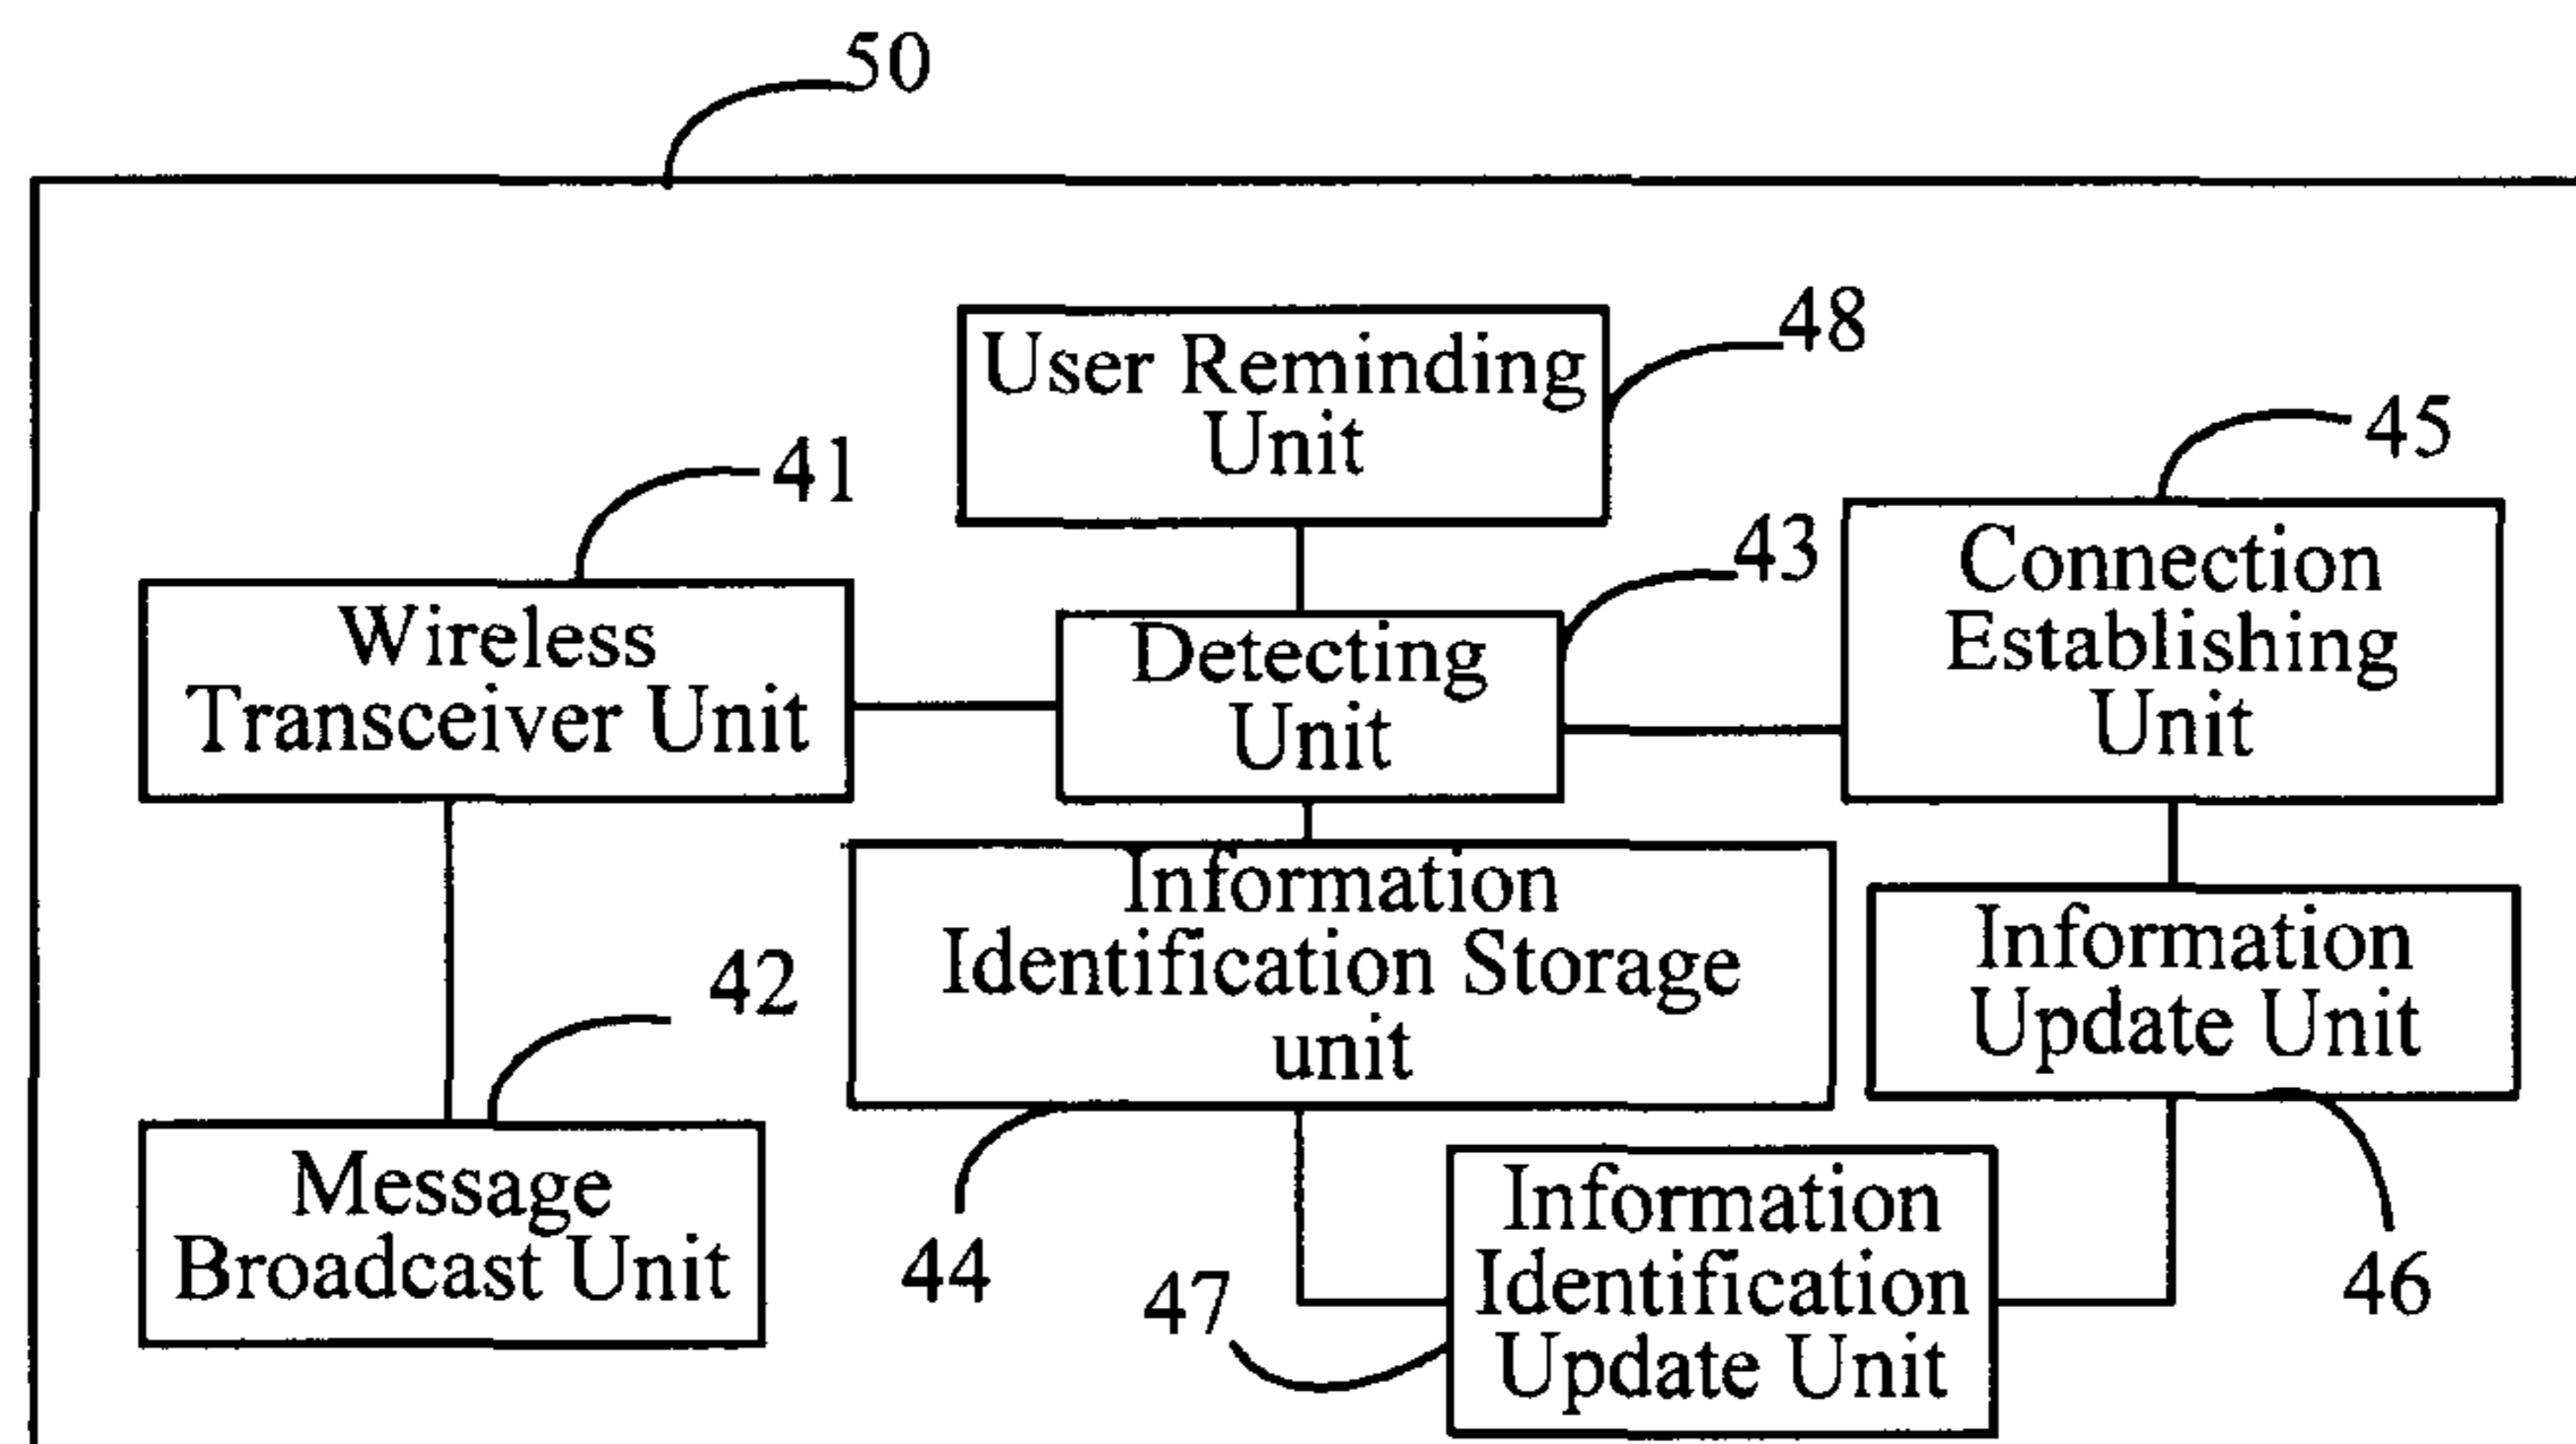 50
User Reminding
Unit
48
41
Wireless
Transceiver Unit
43
Detecting
Unit
45
Connection
Establishing
Unit
42
Message
Broadcast Unit
Information
Identification Storage
unit
44
Information
Update Unit
46
47
Information
Identification
Update Unit